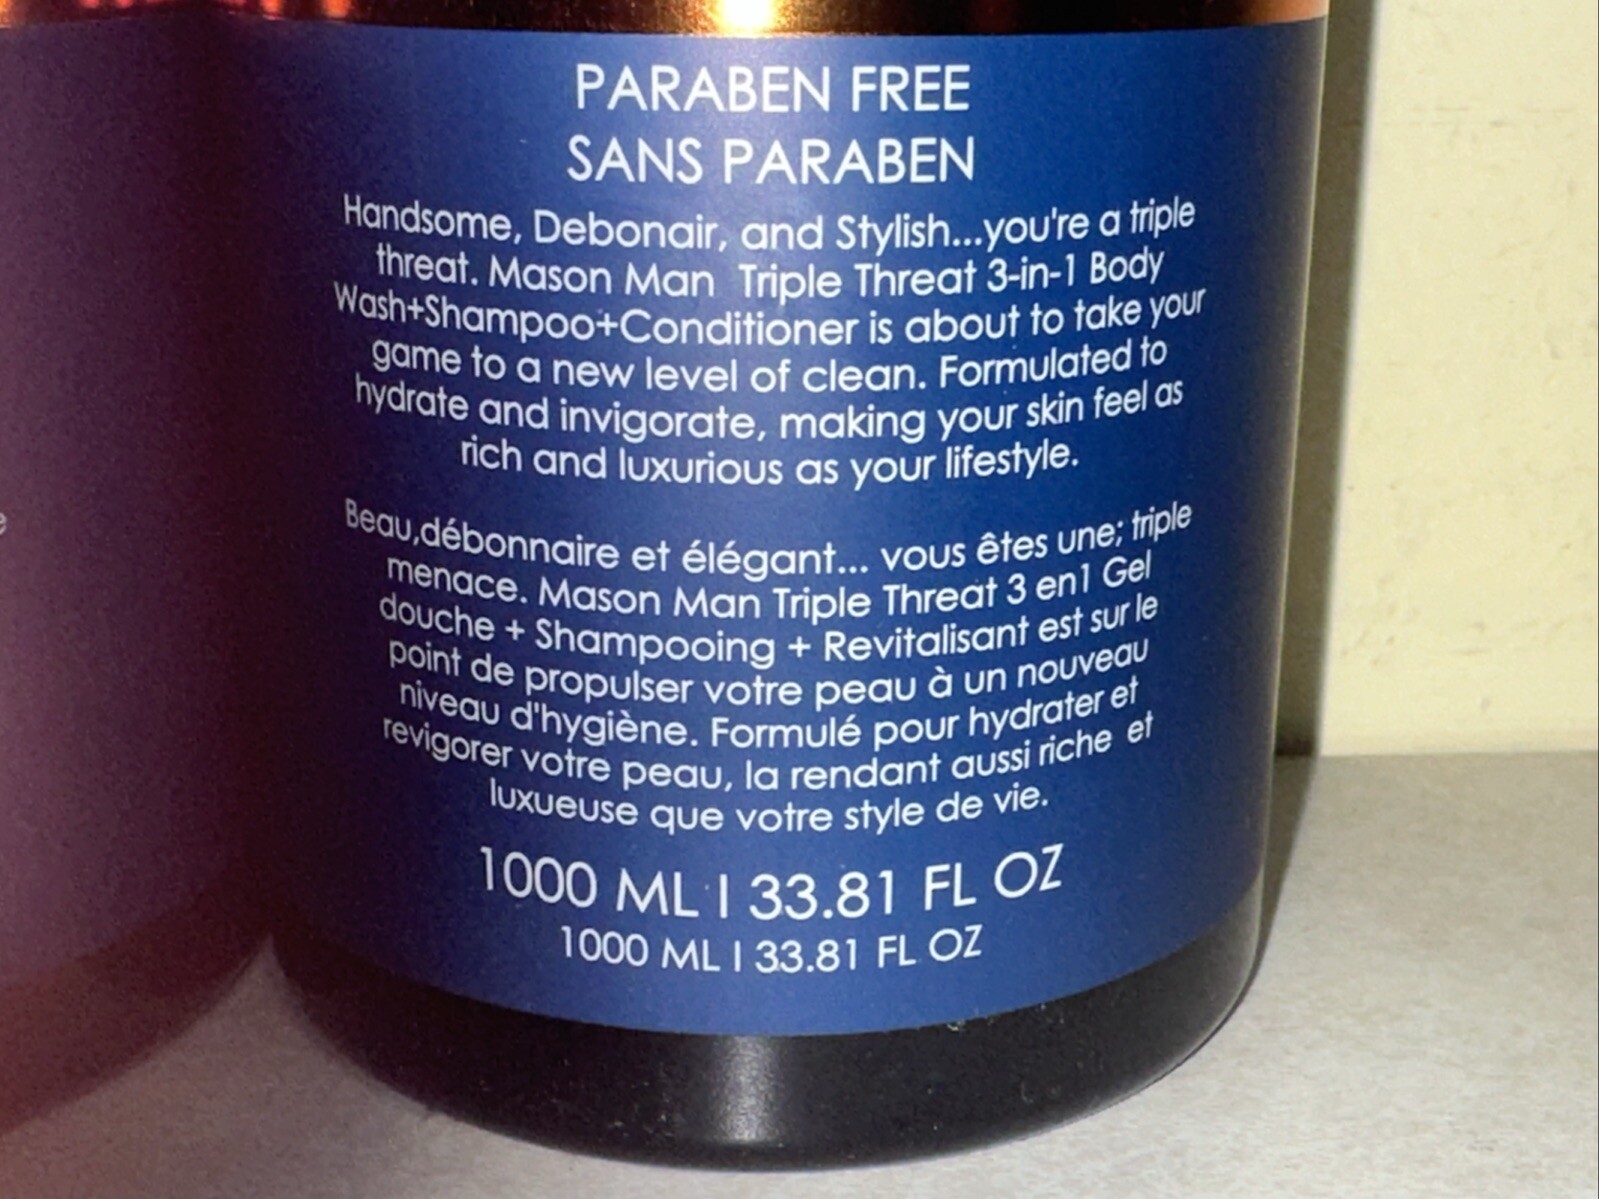 PARABEN FREE
SANS PARABEN
Handsome, Debonair, and Stylish...you're a triple
threat. Mason Man Triple Threat 3-in-1 Body
Wash+Shampoo+Conditioner is about to take your
game to a new level of clean. Formulated to
hydrate and invigorate, making your skin feel as
rich and luxurious as your lifestyle.
Beau,débonnaire et élégant... vous êtes une; triple
menace. Mason Man Triple Threat 3 en1 Gel
douche + Shampooing + Revitalisant est sur le
point de propulser votre peau à un nouveau
niveau d'hygiène. Formulé pour hydrater et
revigorer votre peau, la rendant aussi riche et
luxueuse que votre style de vie.
1000 ML I 33.81 FL OZ
1000 ML I 33.81 FL OZ